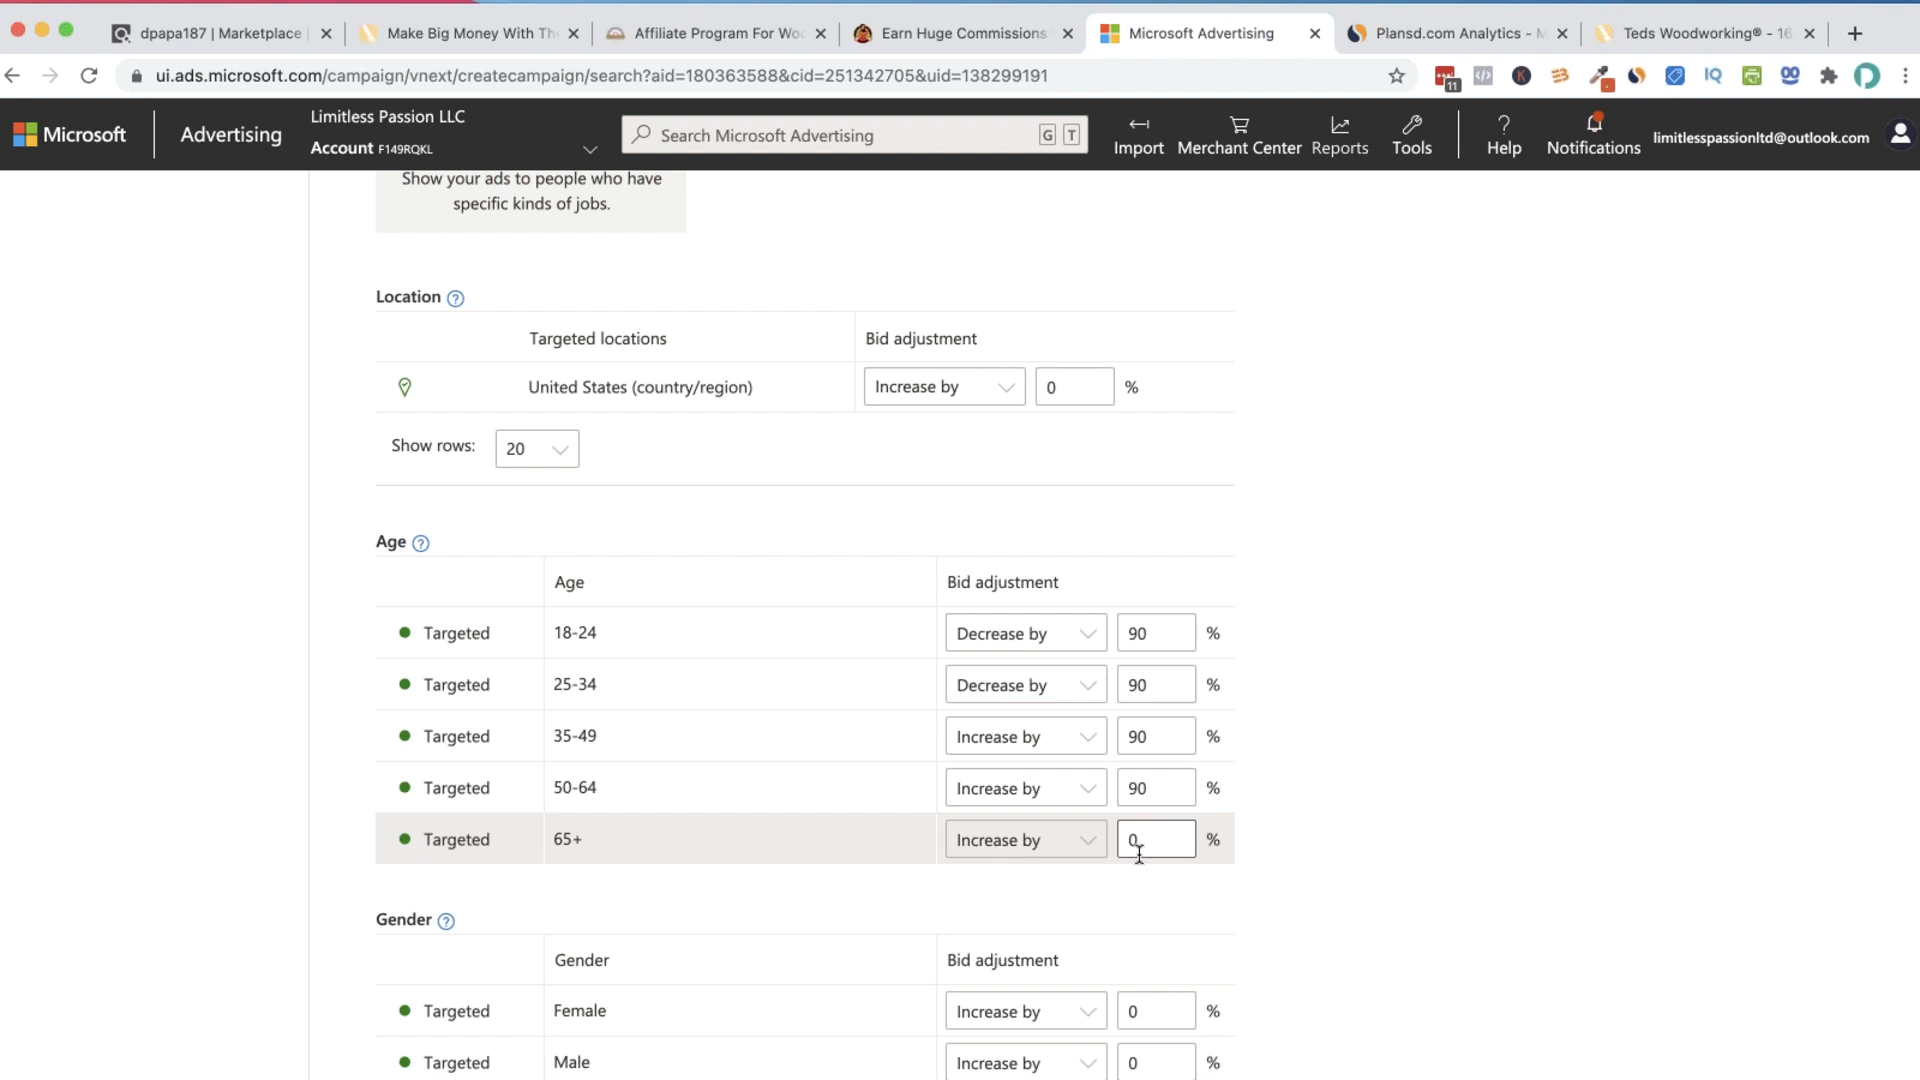 dpapa187 | Marketplace
Make Big Money With Th
Affiliate Program For Wo
Earn Huge Commissions
Microsoft Advertising
Plansd.com Analytics -
Teds Woodworking® - 16
ui.ads.microsoft.com/campaign/vnext/createcampaign/search?aid=180363588&cid=251342705&uid=138299191
11
K
IQ
Microsoft
Advertising
Limitless Passion LLC
Account F149RQKL
Search Microsoft Advertising
G T
Import
Merchant Center
Reports
Tools
Help
Notifications
limitlesspassionltd@outlook.com
Show your ads to people who have
specific kinds of jobs.
Location ?
Targeted locations Bid adjustment
United States (country/region) Increase by 0 %
Show rows: 20
Age ?
Age Bid adjustment
Targeted 18-24 Decrease by 90 %
Targeted 25-34 Decrease by 90 %
Targeted 35-49 Increase by 90 %
Targeted 50-64 Increase by 90 %
Targeted 65+ Increase by 0 %
Gender ?
Gender Bid adjustment
Targeted Female Increase by 0 %
Targeted Male Increase by 0 %